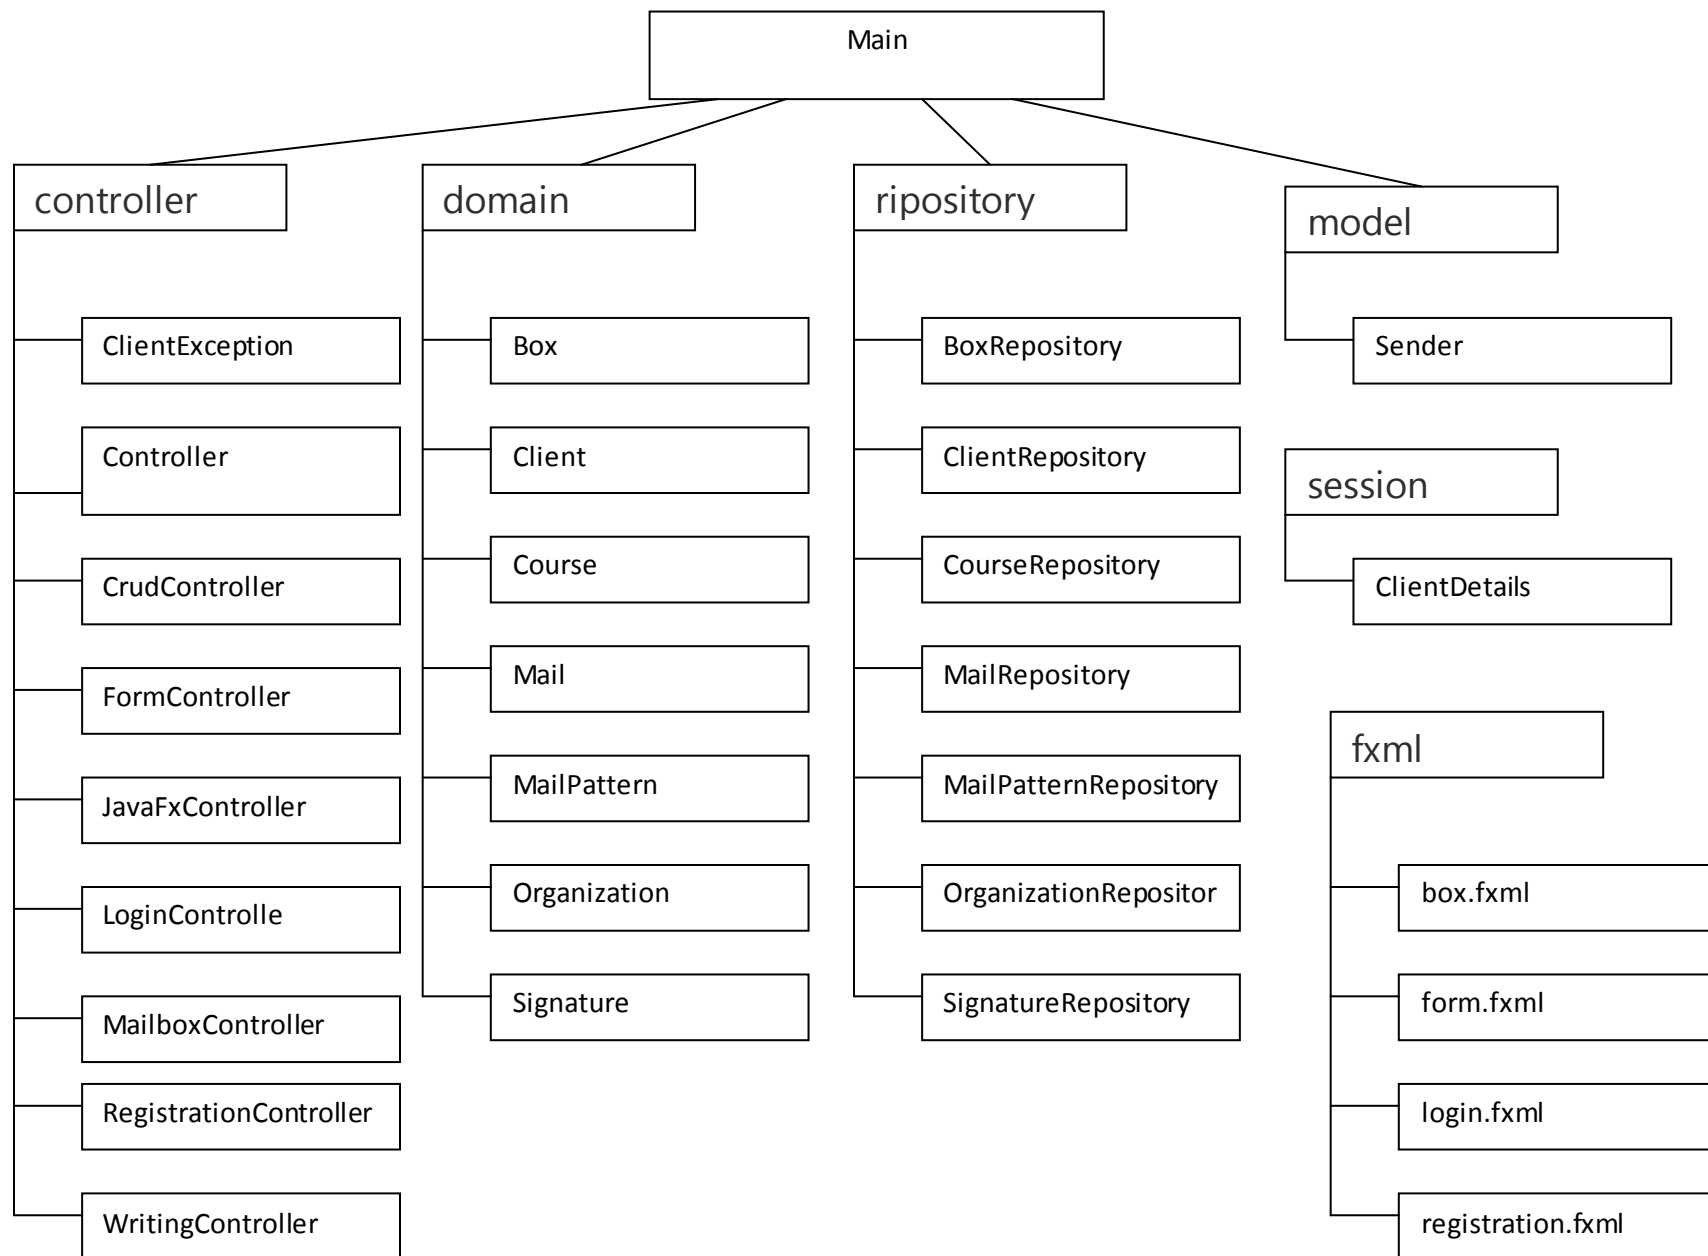 Main
controller
ClientException
Controller
CrudController
FormController
JavaFxController
LoginControlle
MailboxController
RegistrationController
WritingController
domain
Box
Client
Course
Mail
MailPattern
Organization
Signature
ripository
BoxRepository
ClientRepository
CourseRepository
MailRepository
MailPatternRepository
OrganizationRepositor
SignatureRepository
model
Sender
session
ClientDetails
fxml
box.fxml
form.fxml
login.fxml
registration.fxml